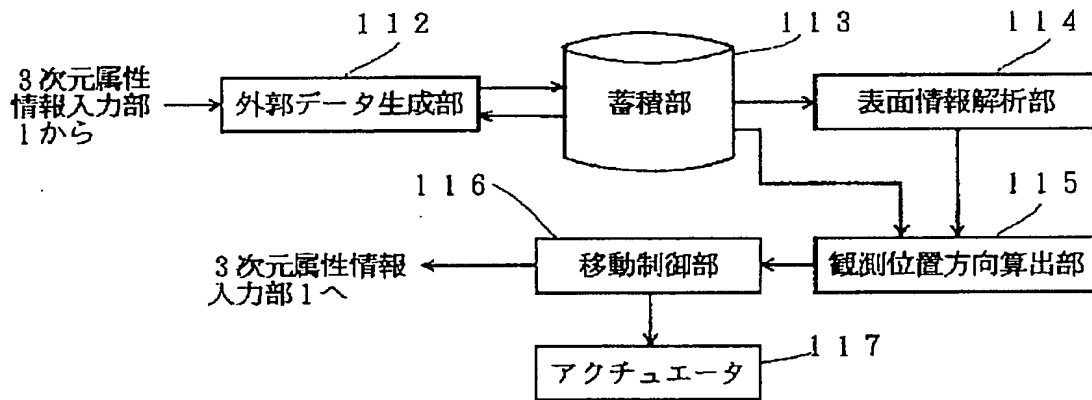 １１２
１１３
１１４
３次元属性
情報入力部
１から
外郭データ生成部
蓄積部
表面情報解析部
１１６
１１５
３次元属性情報
入力部１へ
移動制御部
観測位置方向算出部
１１７
アクチュエータ